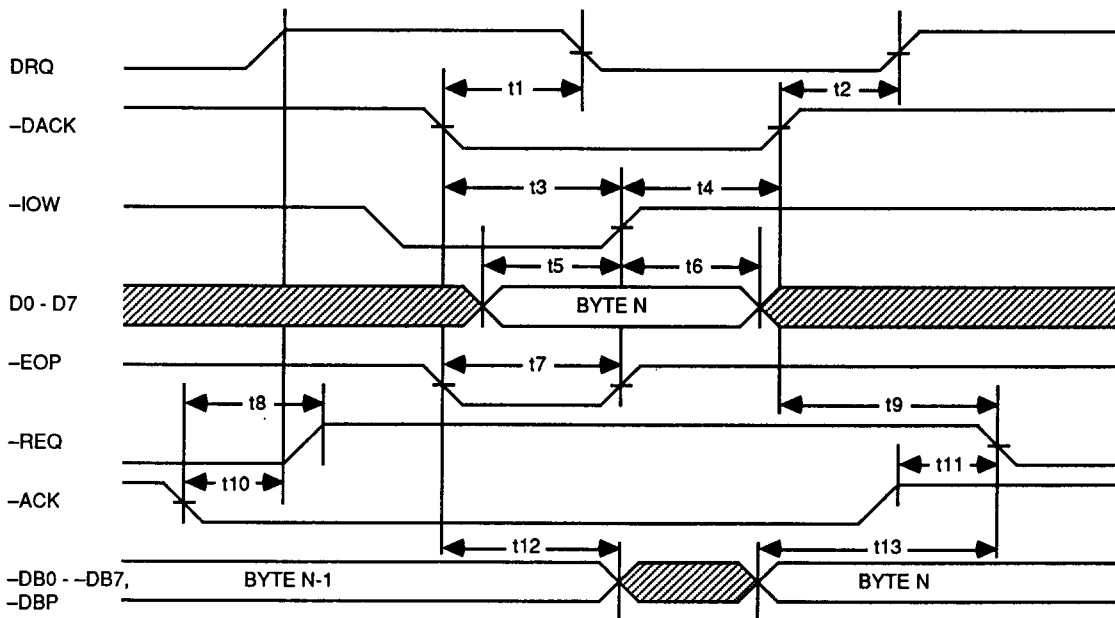 DRQ
t1
t2
–DACK
t3
t4
–IOW
t5
t6
D0 - D7
BYTE N
–EOP
t7
t8
t9
–REQ
t10
t11
–ACK
t12
t13
–DB0 - –DB7,
–DBP
BYTE N-1
BYTE N